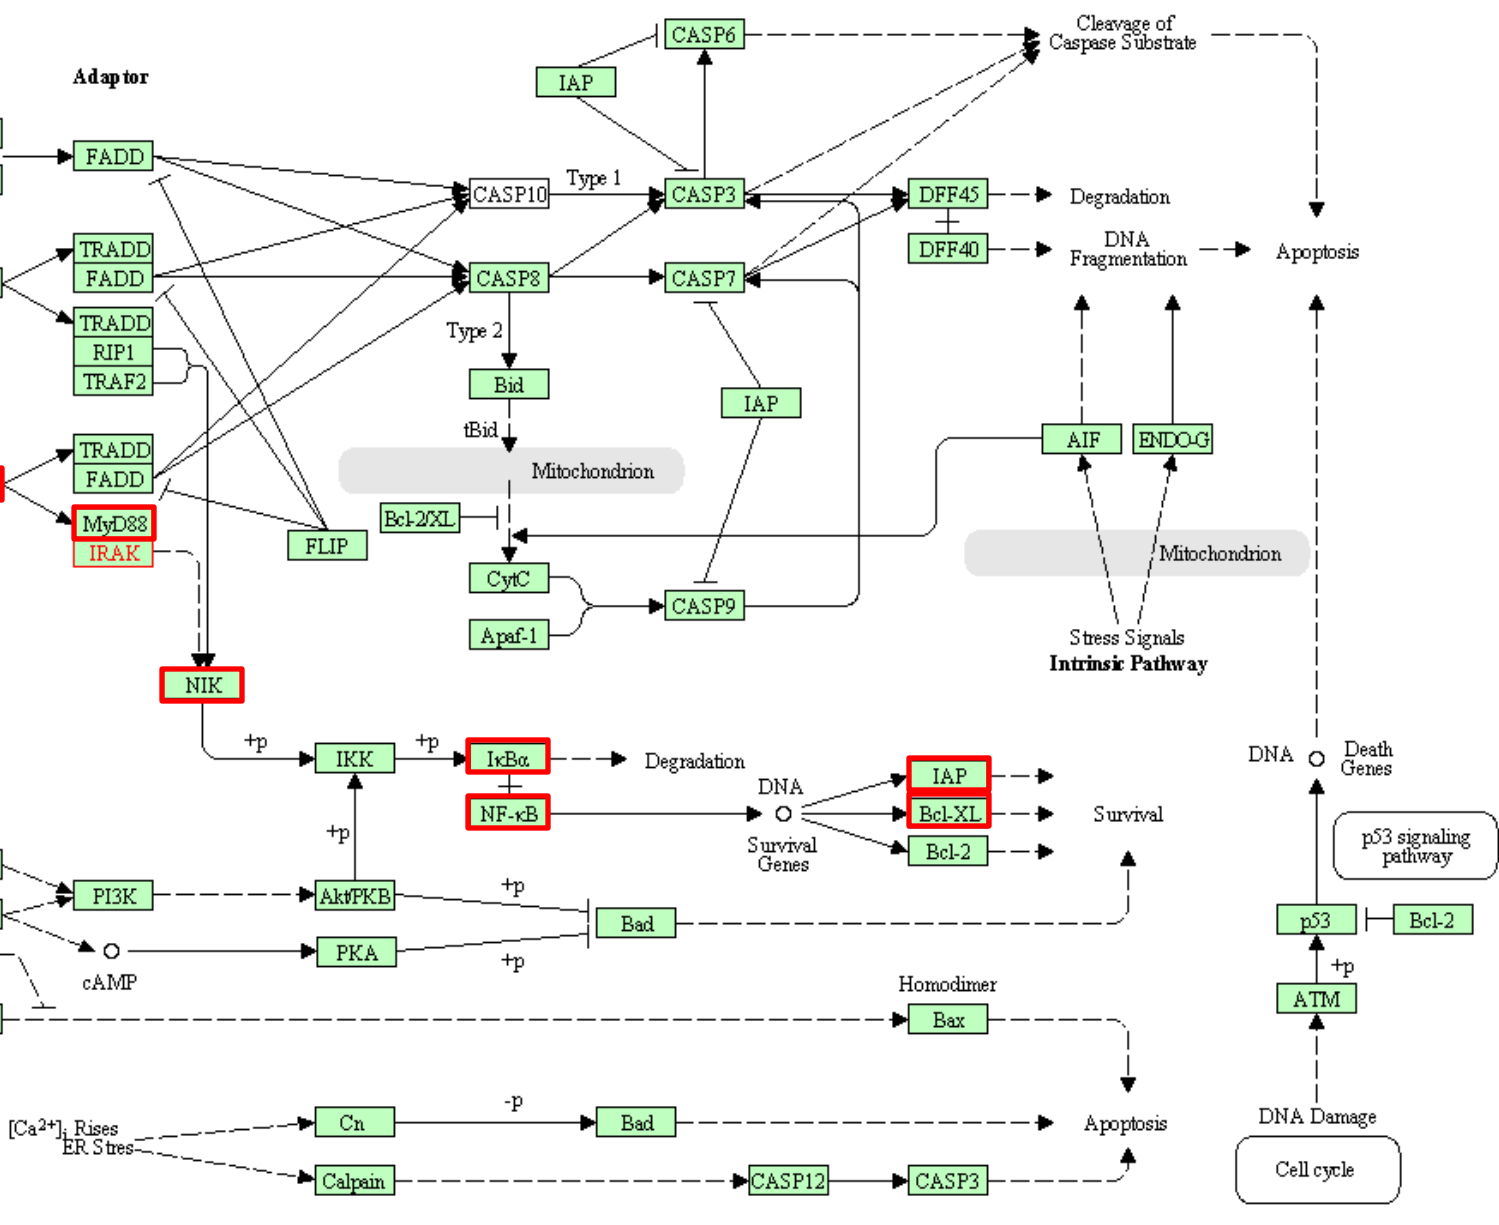 Adaptor
CASP6
Cleavage of
Caspase Substrate
IAP
FADD
CASP10
Type 1
CASP3
DFF45
Degradation
TRADD
FADD
CASP8
CASP7
DFF40
DNA
Fragmentation
Apoptosis
TRADD
RIP1
TRAF2
Type 2
Bid
IAP
tBid
TRADD
FADD
Mitochondrion
AIF
ENDO-G
MyD88
IRAK
FLIP
Bcl-2/XL
Mitochondrion
CytC
CASP9
Apaf-1
Stress Signals
Intrinsic Pathway
NIK
+p
IKK
+p
IκBα
Degradation
NF-κB
DNA
Survival
Genes
IAP
Bcl-XL
Bcl-2
Survival
DNA
Death
Genes
p53 signaling
pathway
+p
PI3K
Akt/PKB
+p
Bad
p53
Bcl-2
cAMP
PKA
+p
+p
ATM
Homodimer
Bax
[Ca2+]i Rises
ER Stres
Cn
-p
Bad
Apoptosis
DNA Damage
Calpain
CASP12
CASP3
Cell cycle